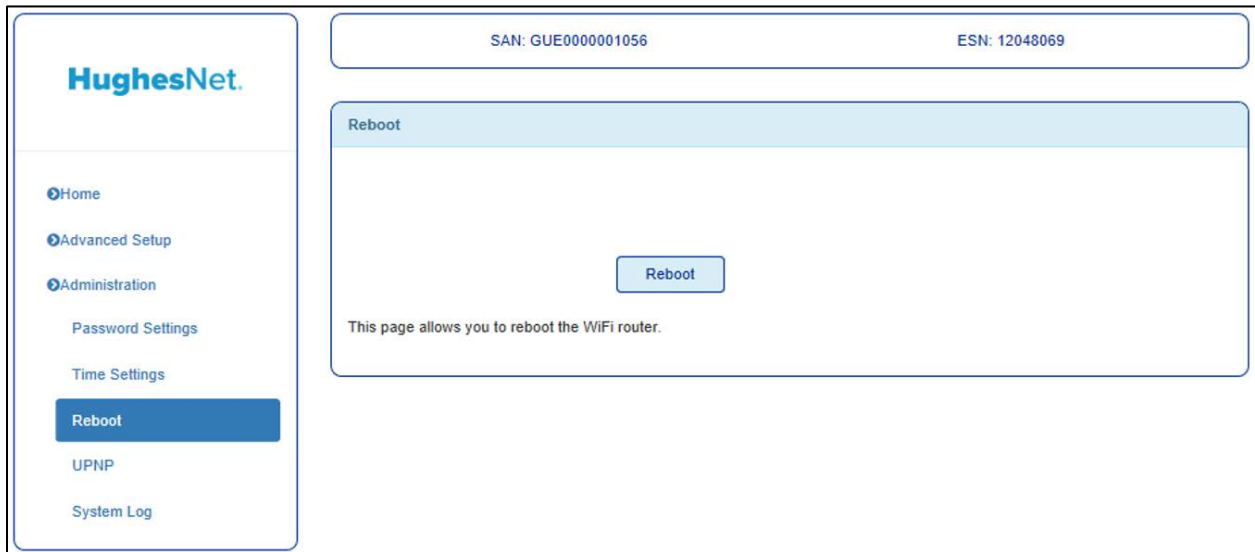 HughesNet.
Home
Advanced Setup
Administration
Password Settings
Time Settings
Reboot
UPNP
System Log
SAN: GUE0000001056 ESN: 12048069
Reboot
Reboot
This page allows you to reboot the WiFi router.